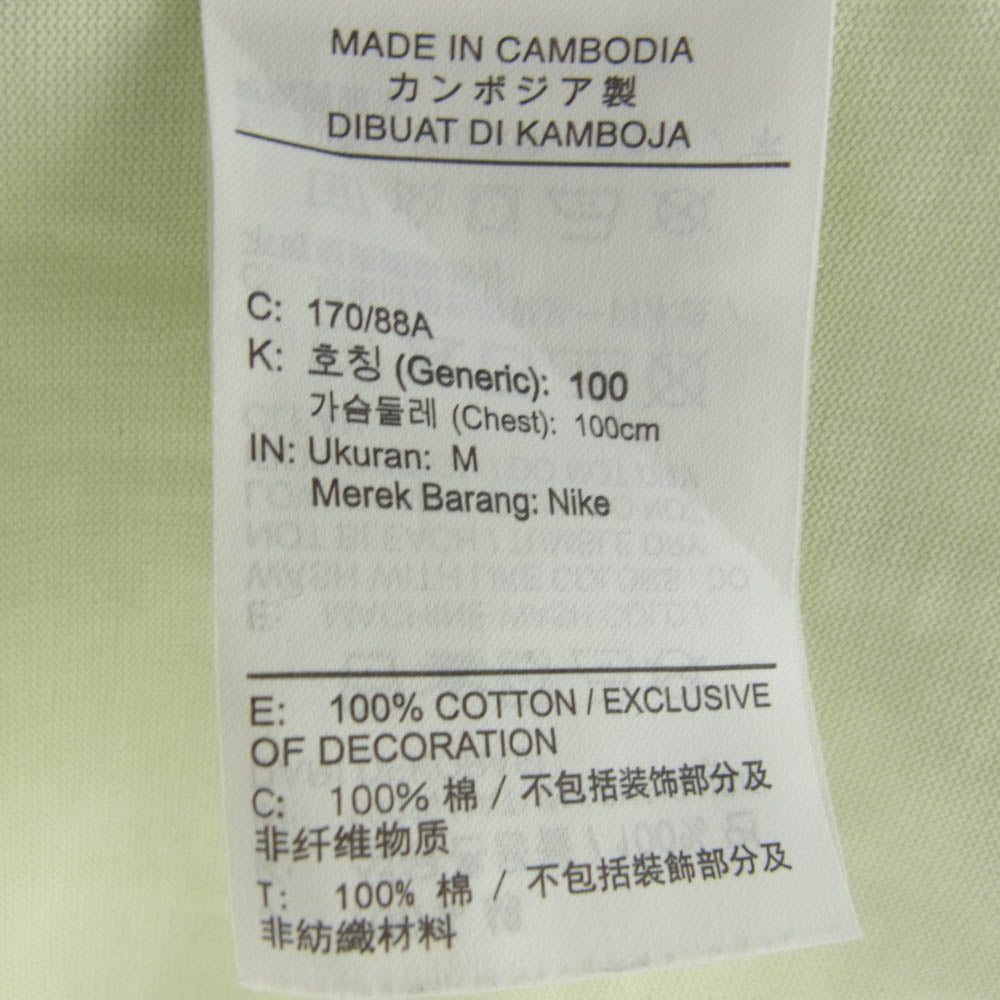 MADE IN CAMBODIA
カンボジア製
DIBUAT DI KAMBOJA
C: 170/88A
K: 호칭 (Generic): 100
가슴둘레 (Chest): 100cm
IN: Ukuran: M
Merek Barang: Nike
E: 100% COTTON / EXCLUSIVE
OF DECORATION
C: 100% 棉 / 不包括装饰部分及
非纤维物质
T: 100% 棉 / 不包括裝飾部分及
非紡織材料